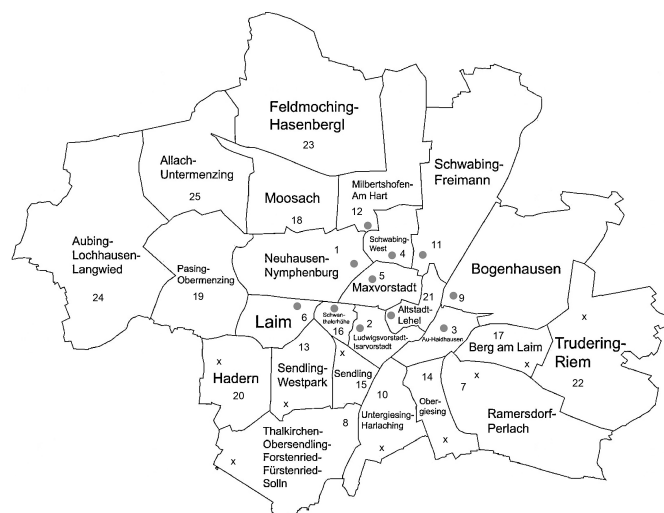 Feldmoching-
Hasenbergl
23
Allach-
Untermenzing
25
Moosach
18
Milbertshofen-
Am Hart
12
Schwabing-
Freimann
11
Schwabing-
West
4
Aubing-
Lochhausen-
Langwied
24
Pasing-
Obermenzing
19
Neuhausen-
Nymphenburg
1
5
Maxvorstadt
Bogenhausen
9
21
Altstadt-
Lehel
Laim
6
Schwan-
thalerhöhe
16
2
Ludwigsvorstadt-
Isarvorstadt
3
Au-Haidhausen
17
Berg am Laim
x
Trudering-
Riem
22
x
Hadern
20
13
Sendling-
Westpark
x
x
Sendling
15
10
Untergiesing-
Harlaching
x
14
Ober-
giesing
x
7
x
x
Ramersdorf-
Perlach
8
Thalkirchen-
Obersendling-
Forstenried-
Fürstenried-
Solln
x